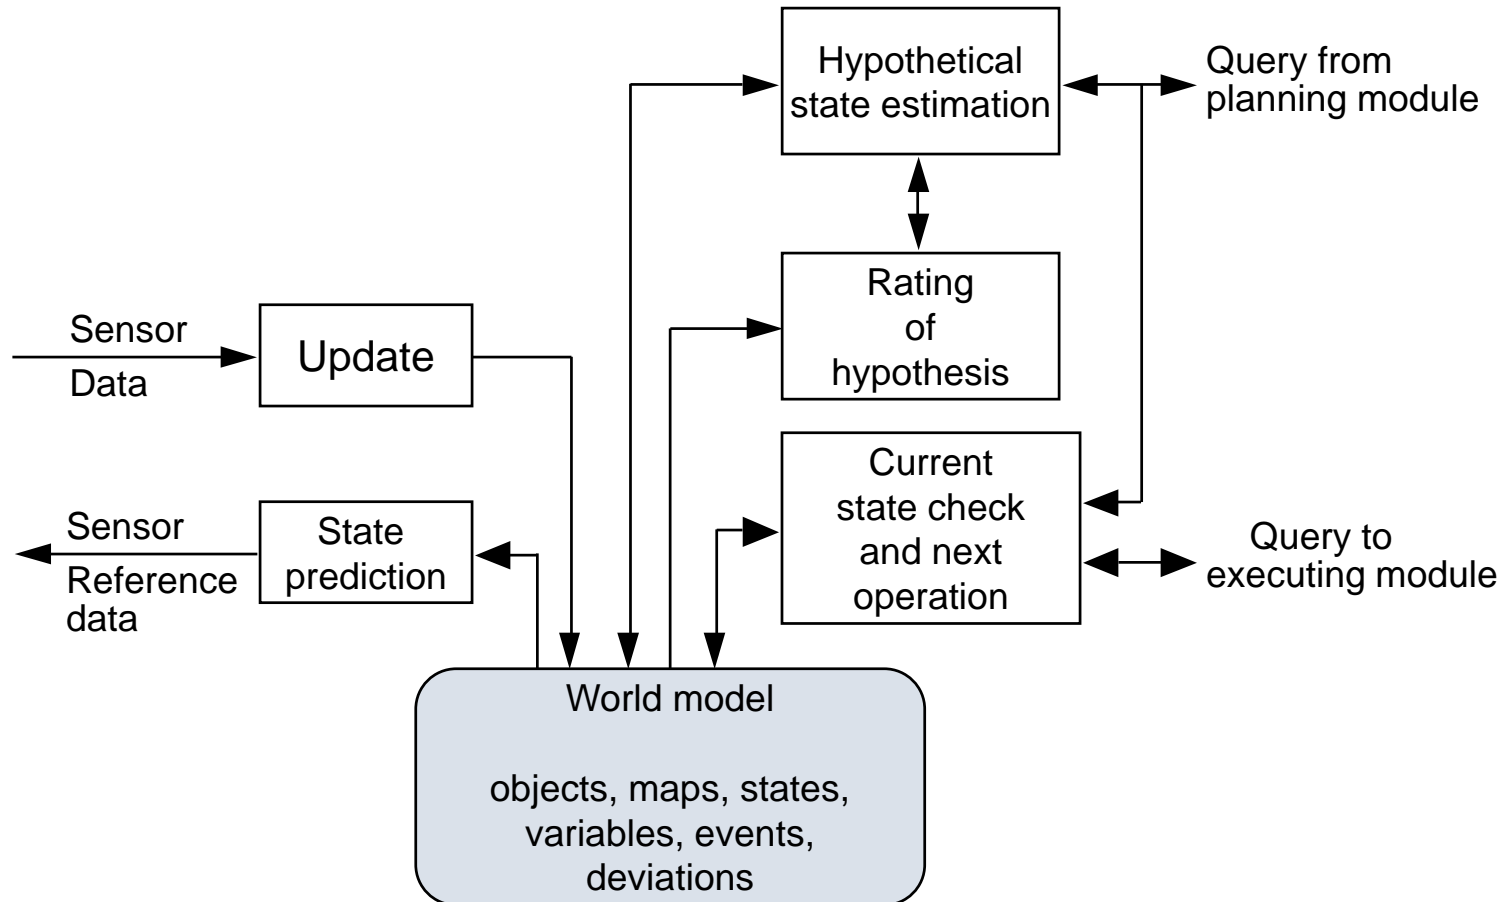 Hypothetical
state estimation
Query from
planning module
Rating
of
hypothesis
Sensor
Data
Update
Current
state check
and next
operation
Sensor
Reference
data
State
prediction
Query to
executing module
World model
objects, maps, states,
variables, events,
deviations